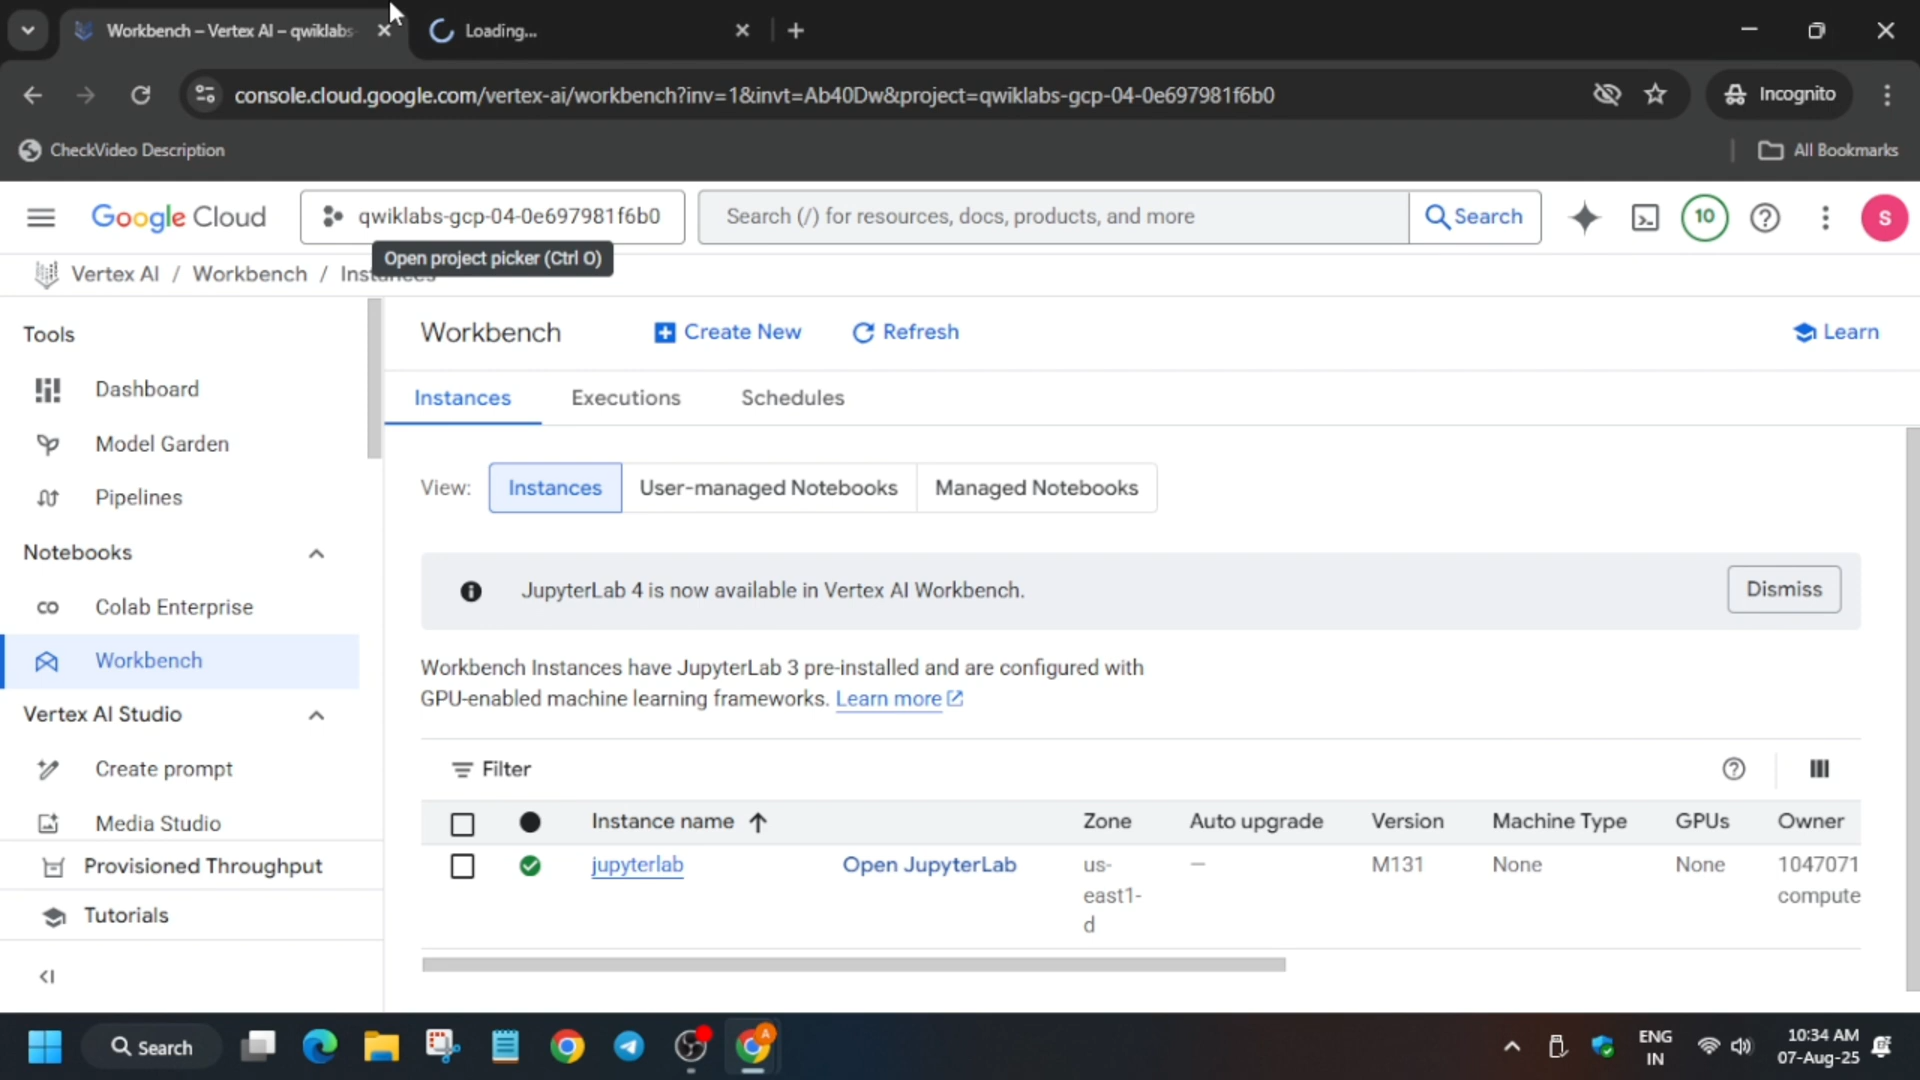 Workbench – Vertex AI – qwiklabs-
Loading...
console.cloud.google.com/vertex-ai/workbench?inv=1&invt=Ab40Dw&project=qwiklabs-gcp-04-0e697981f6b0
Incognito
CheckVideo Description
All Bookmarks
Google Cloud
qwiklabs-gcp-04-0e697981f6b0
Search (/) for resources, docs, products, and more
Search
10
S
Open project picker (Ctrl O)
Vertex AI / Workbench / Instances
Tools
Workbench
Create New
Refresh
Learn
Dashboard
Instances
Executions
Schedules
Model Garden
View:
Instances
User-managed Notebooks
Managed Notebooks
Pipelines
Notebooks
JupyterLab 4 is now available in Vertex AI Workbench.
Dismiss
Colab Enterprise
Workbench
Workbench Instances have JupyterLab 3 pre-installed and are configured with
GPU-enabled machine learning frameworks. Learn more
Vertex AI Studio
Create prompt
Filter
Media Studio
Instance name
Zone
Auto upgrade
Version
Machine Type
GPUs
Owner
Provisioned Throughput
jupyterlab
Open JupyterLab
us-
east1-
d
–
M131
None
None
1047071
compute
Tutorials
Search
A
ENG
IN
10:34 AM
07-Aug-25